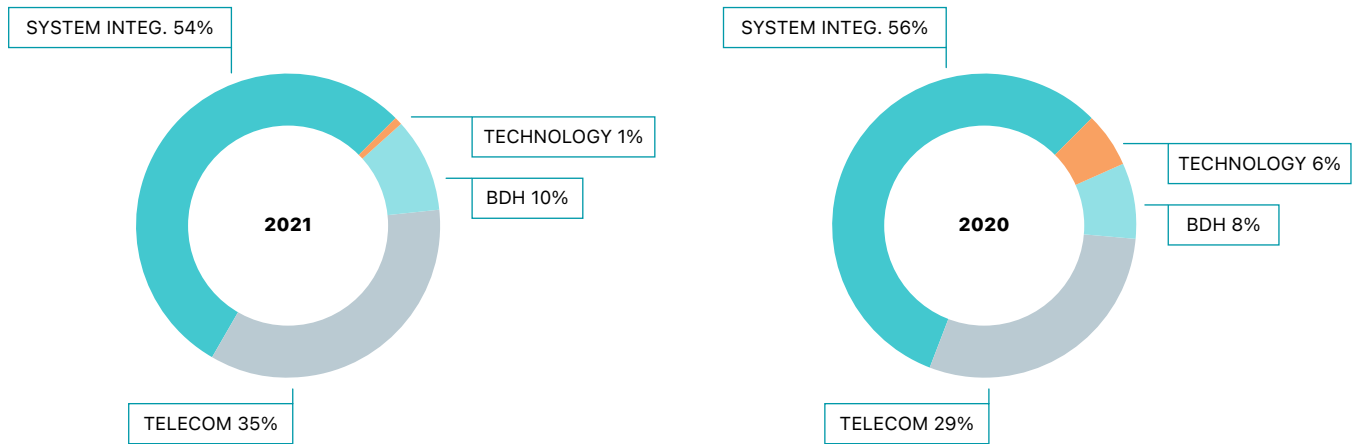 SYSTEM INTEG. 54%
TECHNOLOGY 1%
BDH 10%
2021
TELECOM 35%
SYSTEM INTEG. 56%
TECHNOLOGY 6%
BDH 8%
2020
TELECOM 29%